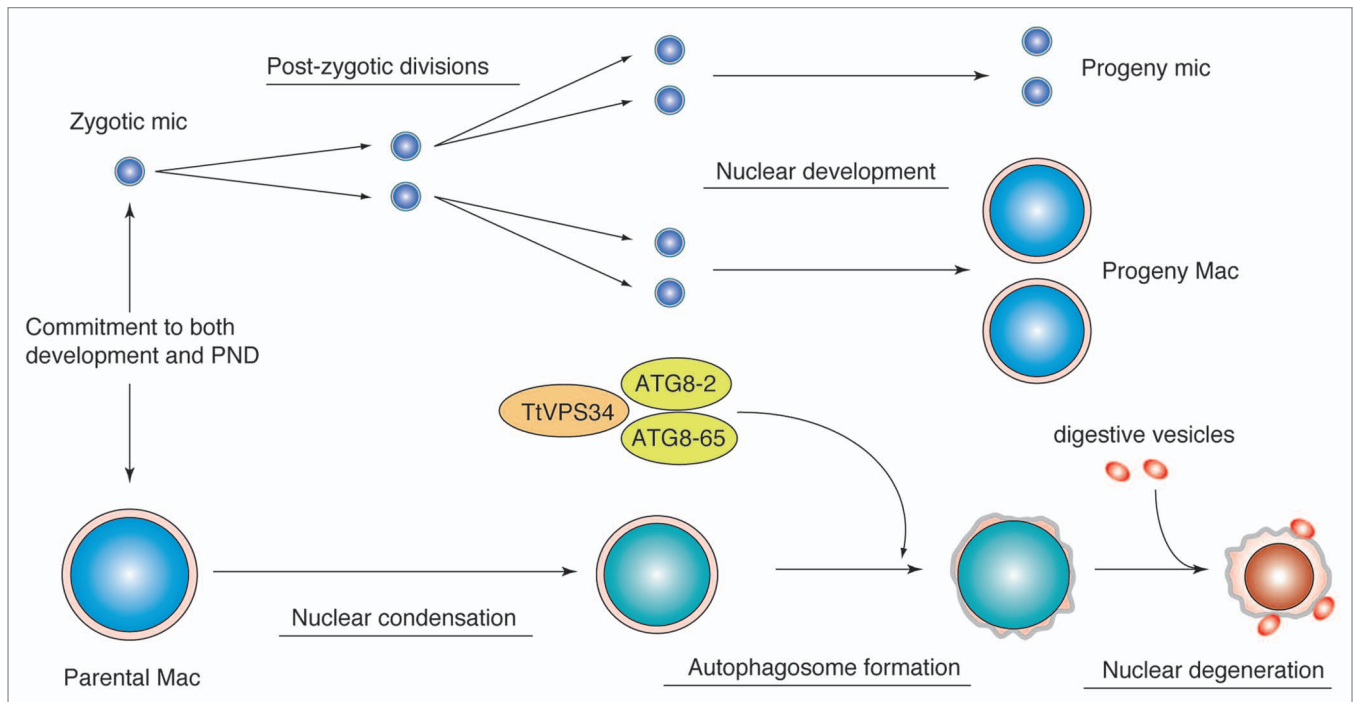 Post-zygotic divisions
Progeny mic
Zygotic mic
Nuclear development
Progeny Mac
Commitment to both
development and PND
TtVPS34
ATG8-2
ATG8-65
digestive vesicles
Nuclear condensation
Parental Mac
Autophagosome formation
Nuclear degeneration